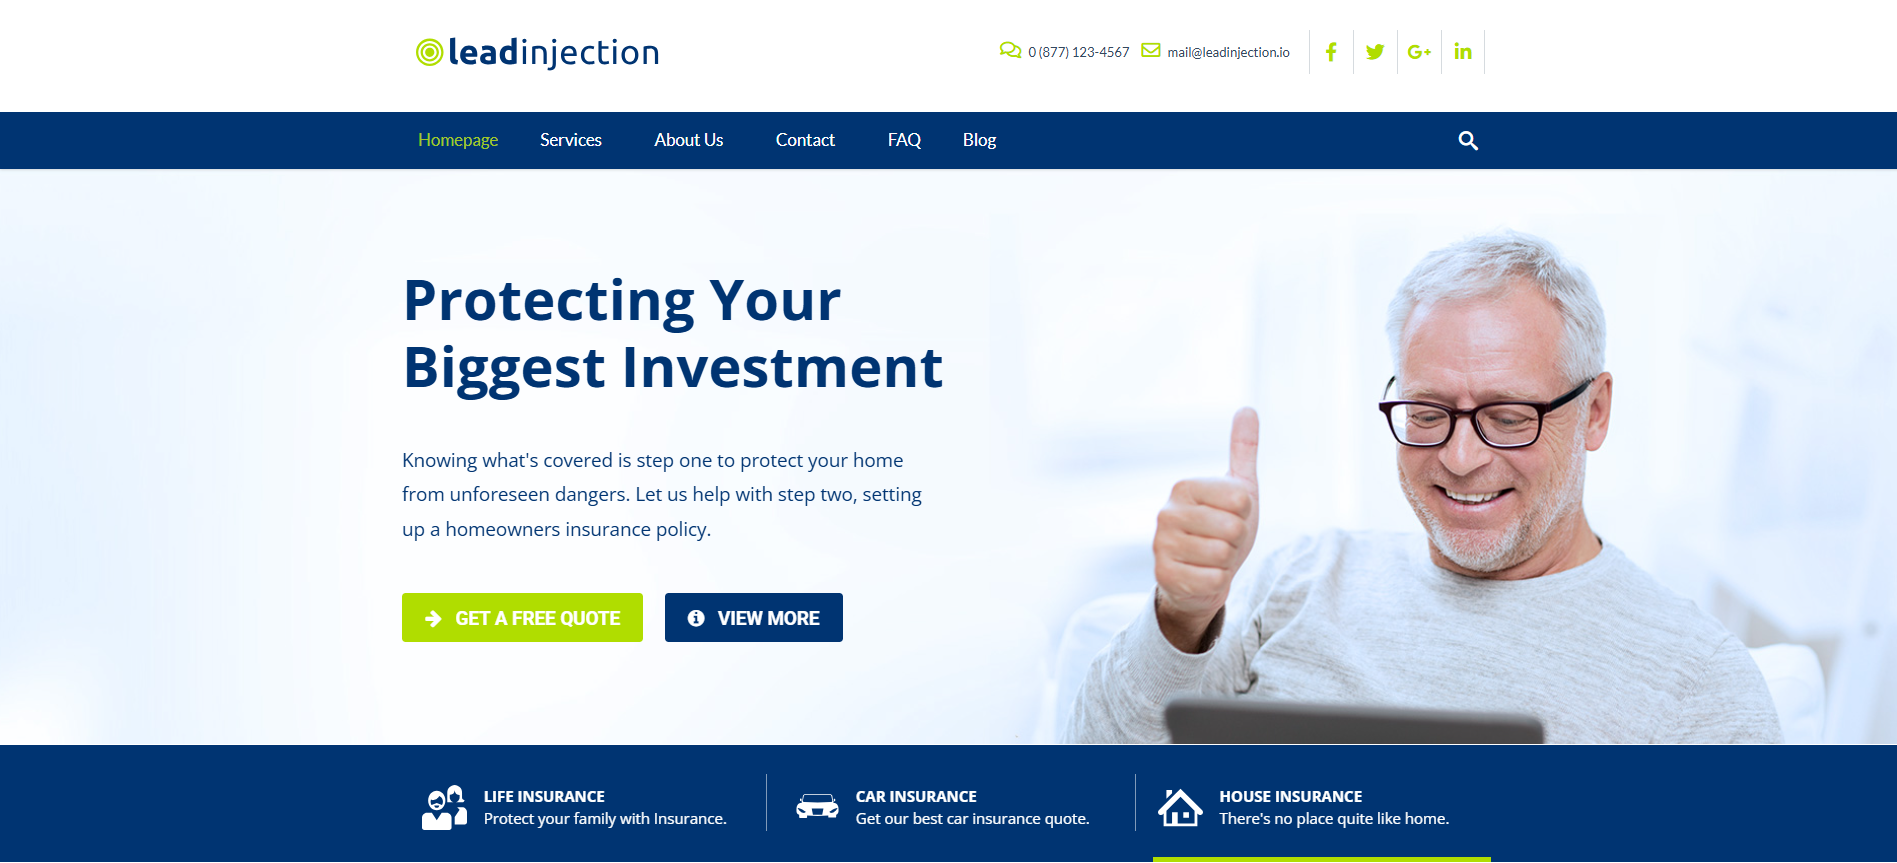 leadinjection
0 (877) 123-4567 mail@leadinjection.io
Homepage Services About Us Contact FAQ Blog
Protecting Your
Biggest Investment
Knowing what's covered is step one to protect your home
from unforeseen dangers. Let us help with step two, setting
up a homeowners insurance policy.
GET A FREE QUOTE VIEW MORE
LIFE INSURANCE
Protect your family with Insurance.
CAR INSURANCE
Get our best car insurance quote.
HOUSE INSURANCE
There's no place quite like home.